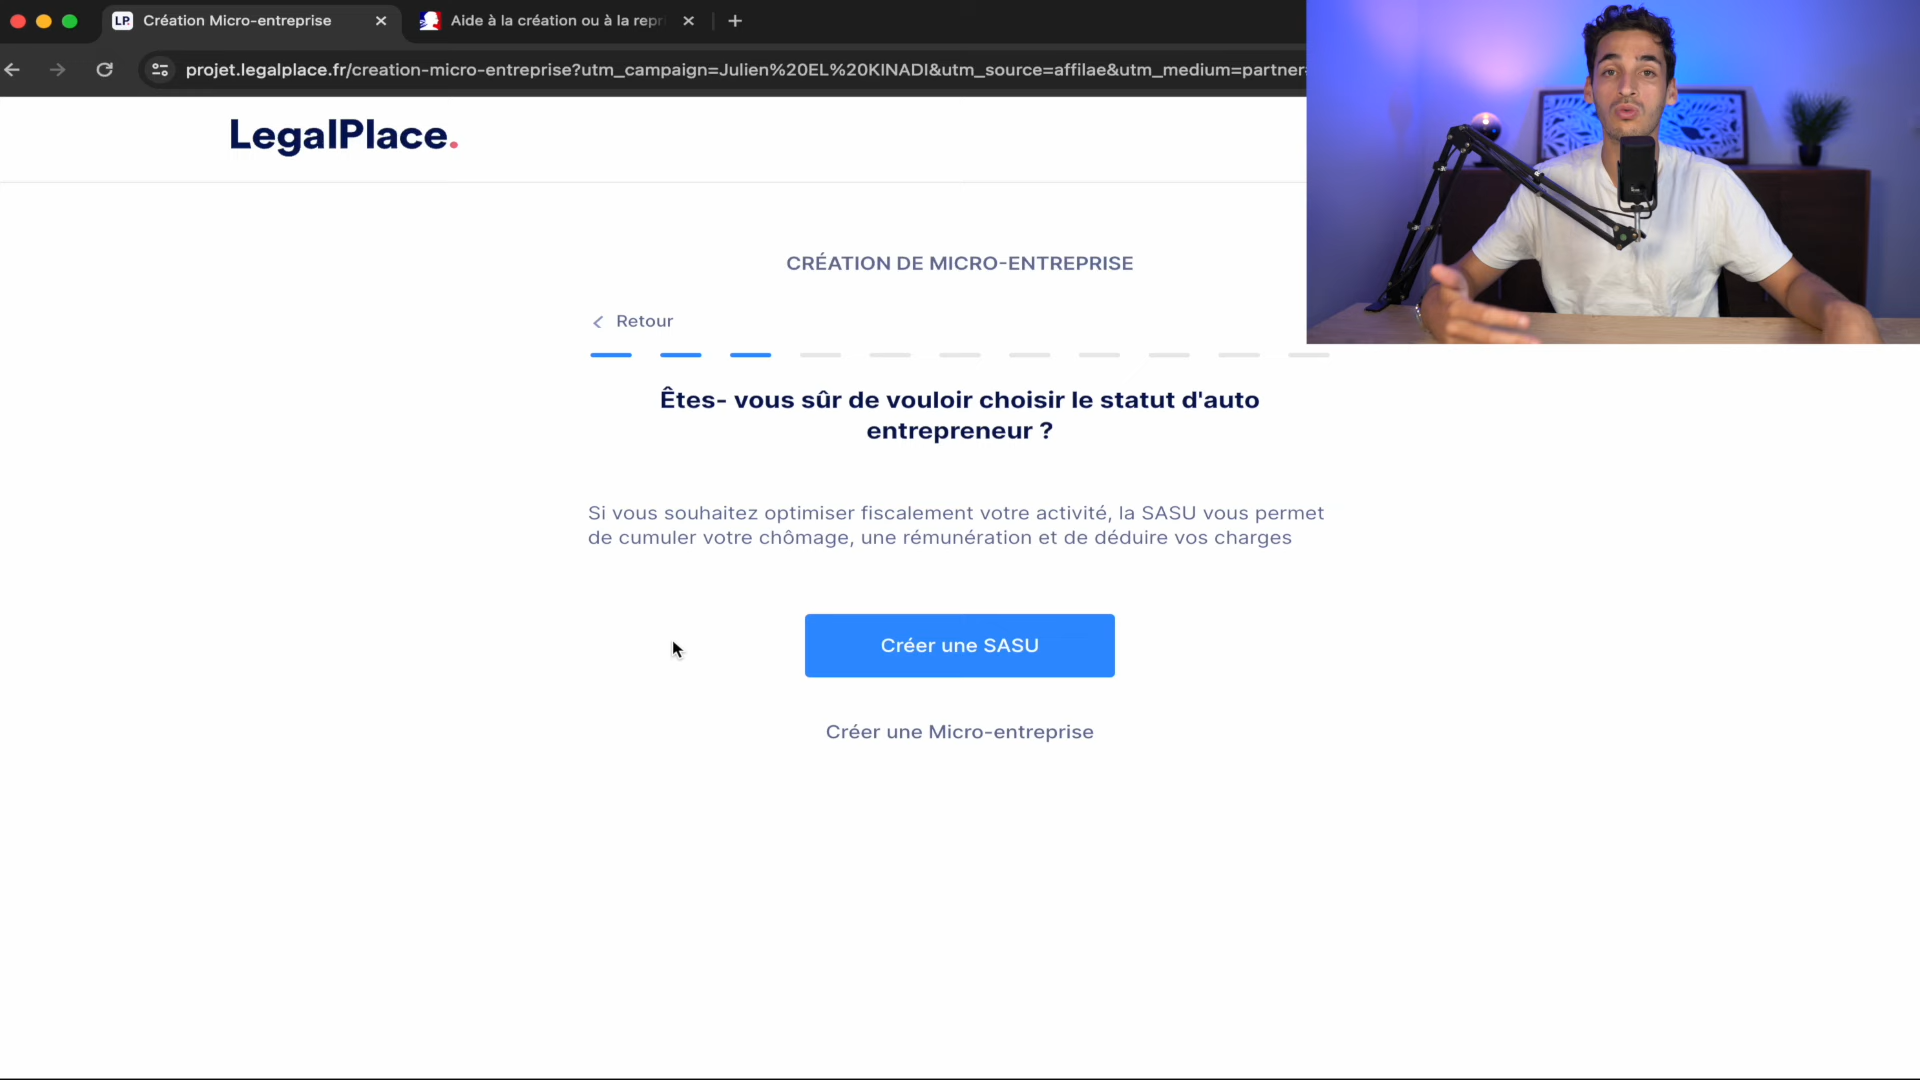 LP. Création Micro-entreprise
Aide à la création ou à la repr
projet.legalplace.fr/creation-micro-entreprise?utm_campaign=Julien%20EL%20KINADI&utm_source=affilae&utm_medium=partner
LegalPlace.
CRÉATION DE MICRO-ENTREPRISE
Retour
Êtes- vous sûr de vouloir choisir le statut d'auto
entrepreneur ?
Si vous souhaitez optimiser fiscalement votre activité, la SASU vous permet
de cumuler votre chômage, une rémunération et de déduire vos charges
Créer une SASU
Créer une Micro-entreprise